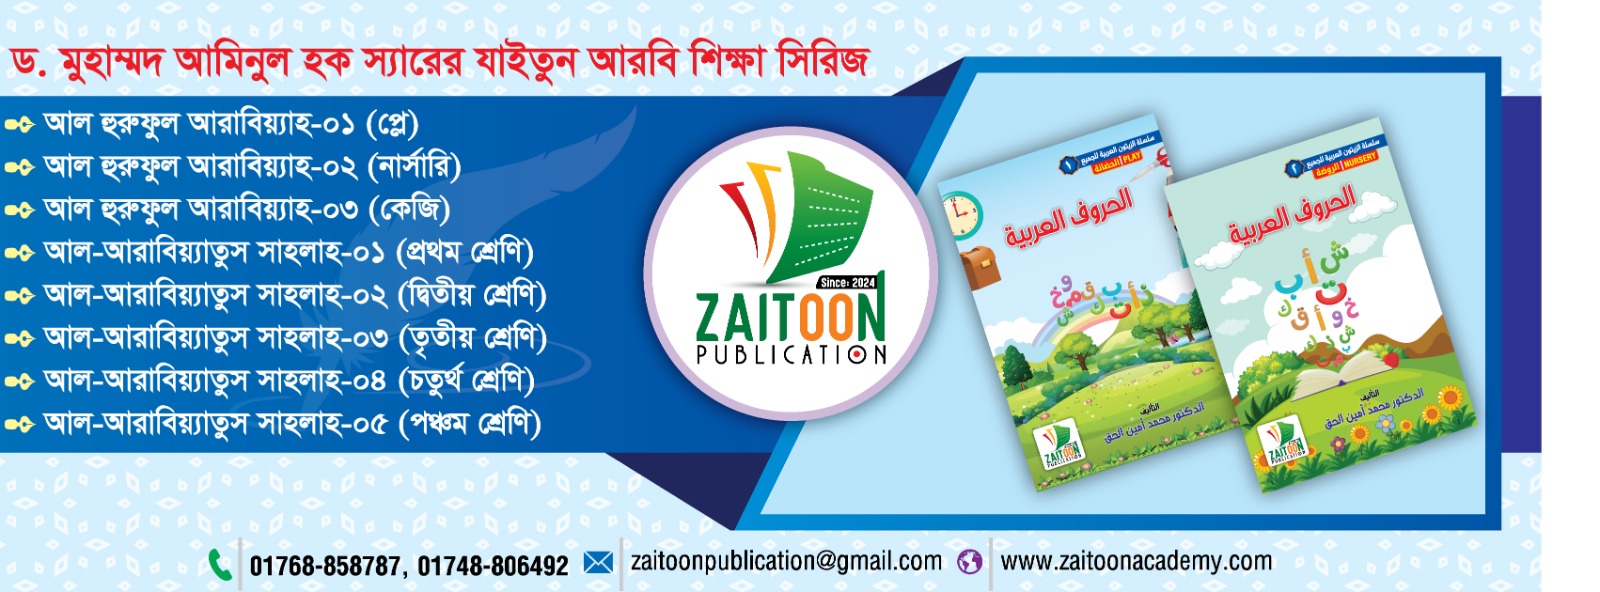 ড. মুহাম্মদ আমিনুল হক স্যারের যাইতুন আরবি শিক্ষা সিরিজ
আল হুরুফুল আরাবিয়্যাহ-০১ (প্লে)
আল হুরুফুল আরাবিয়্যাহ-০২ (নার্সারি)
আল হুরুফুল আরাবিয়্যাহ-০৩ (কেজি)
আল-আরাবিয়্যাতুস সাহলাহ-০১ (প্রথম শ্রেণি)
আল-আরাবিয়্যাতুস সাহলাহ-০২ (দ্বিতীয় শ্রেণি)
আল-আরাবিয়্যাতুস সাহলাহ-০৩ (তৃতীয় শ্রেণি)
আল-আরাবিয়্যাতুস সাহলাহ-০৪ (চতুর্থ শ্রেণি)
আল-আরাবিয়্যাতুস সাহলাহ-০৫ (পঞ্চম শ্রেণি)
Since: 2024
ZAITOON
PUBLICATION
سلسلة الزيتون العربية للجميع ١
PLAY | الحضانة
الحروف العربية
التأليف
الدكتور محمد أمين الحق
ZAITOON
PUBLICATION
سلسلة الزيتون العربية للجميع ٢
NURSERY | الروضة
الحروف العربية
التأليف
الدكتور محمد أمين الحق
ZAITOON
PUBLICATION
01768-858787, 01748-806492
zaitoonpublication@gmail.com
www.zaitoonacademy.com